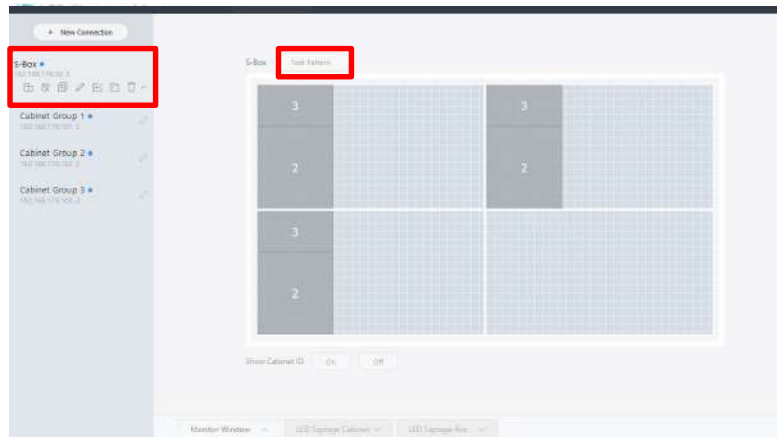 + New Connection
S-Box
Cabinet Group 1
Cabinet Group 2
Cabinet Group 3
S-Box
Test Pattern
3
3
2
2
3
2
Show Cabinet ID
On
Off
Monitor Window
LED Signage Cabinet
LED Signage Box